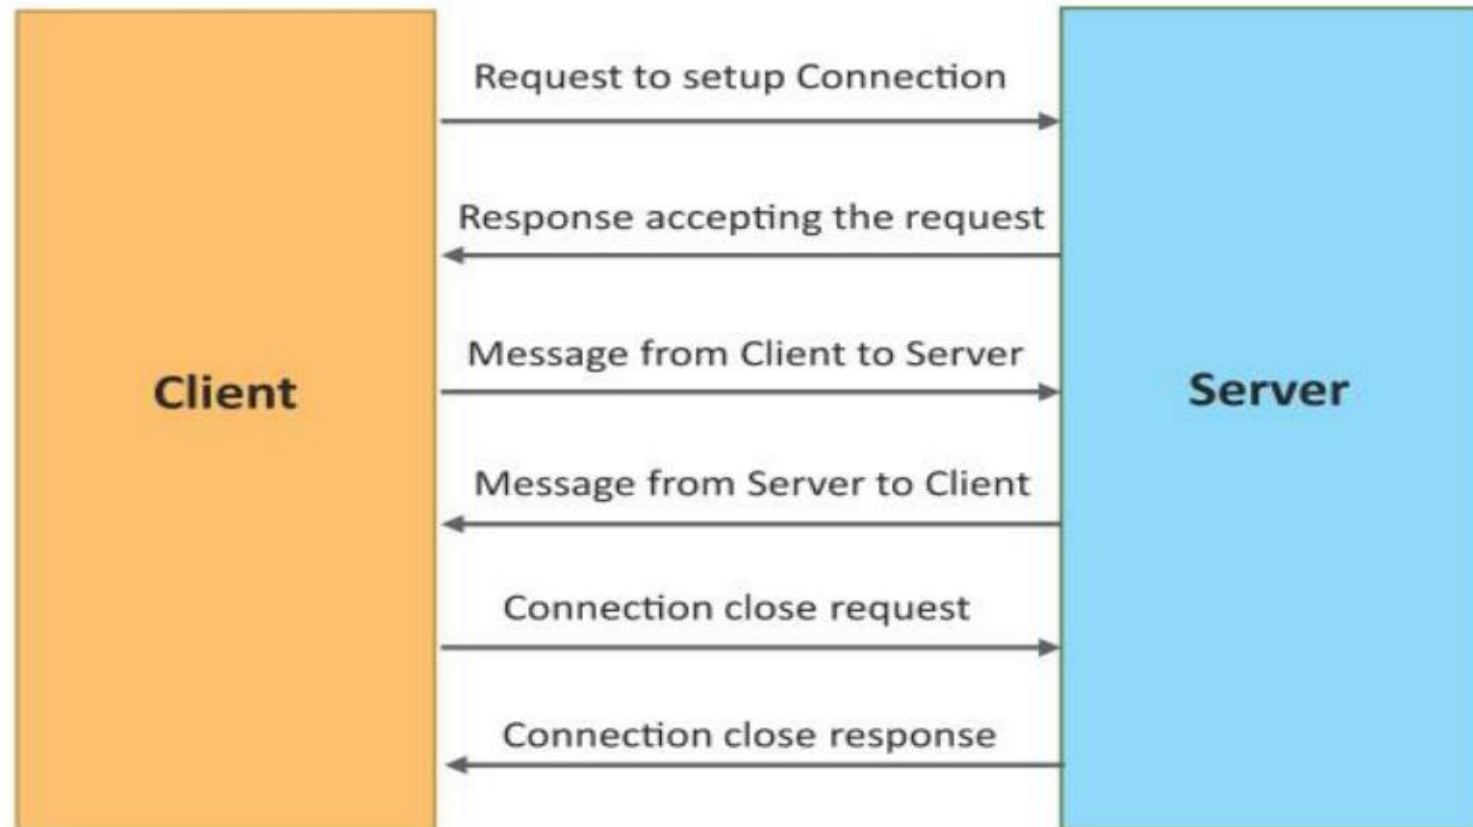 Request to setup Connection
Response accepting the request
Message from Client to Server
Client
Server
Message from Server to Client
Connection close request
Connection close response